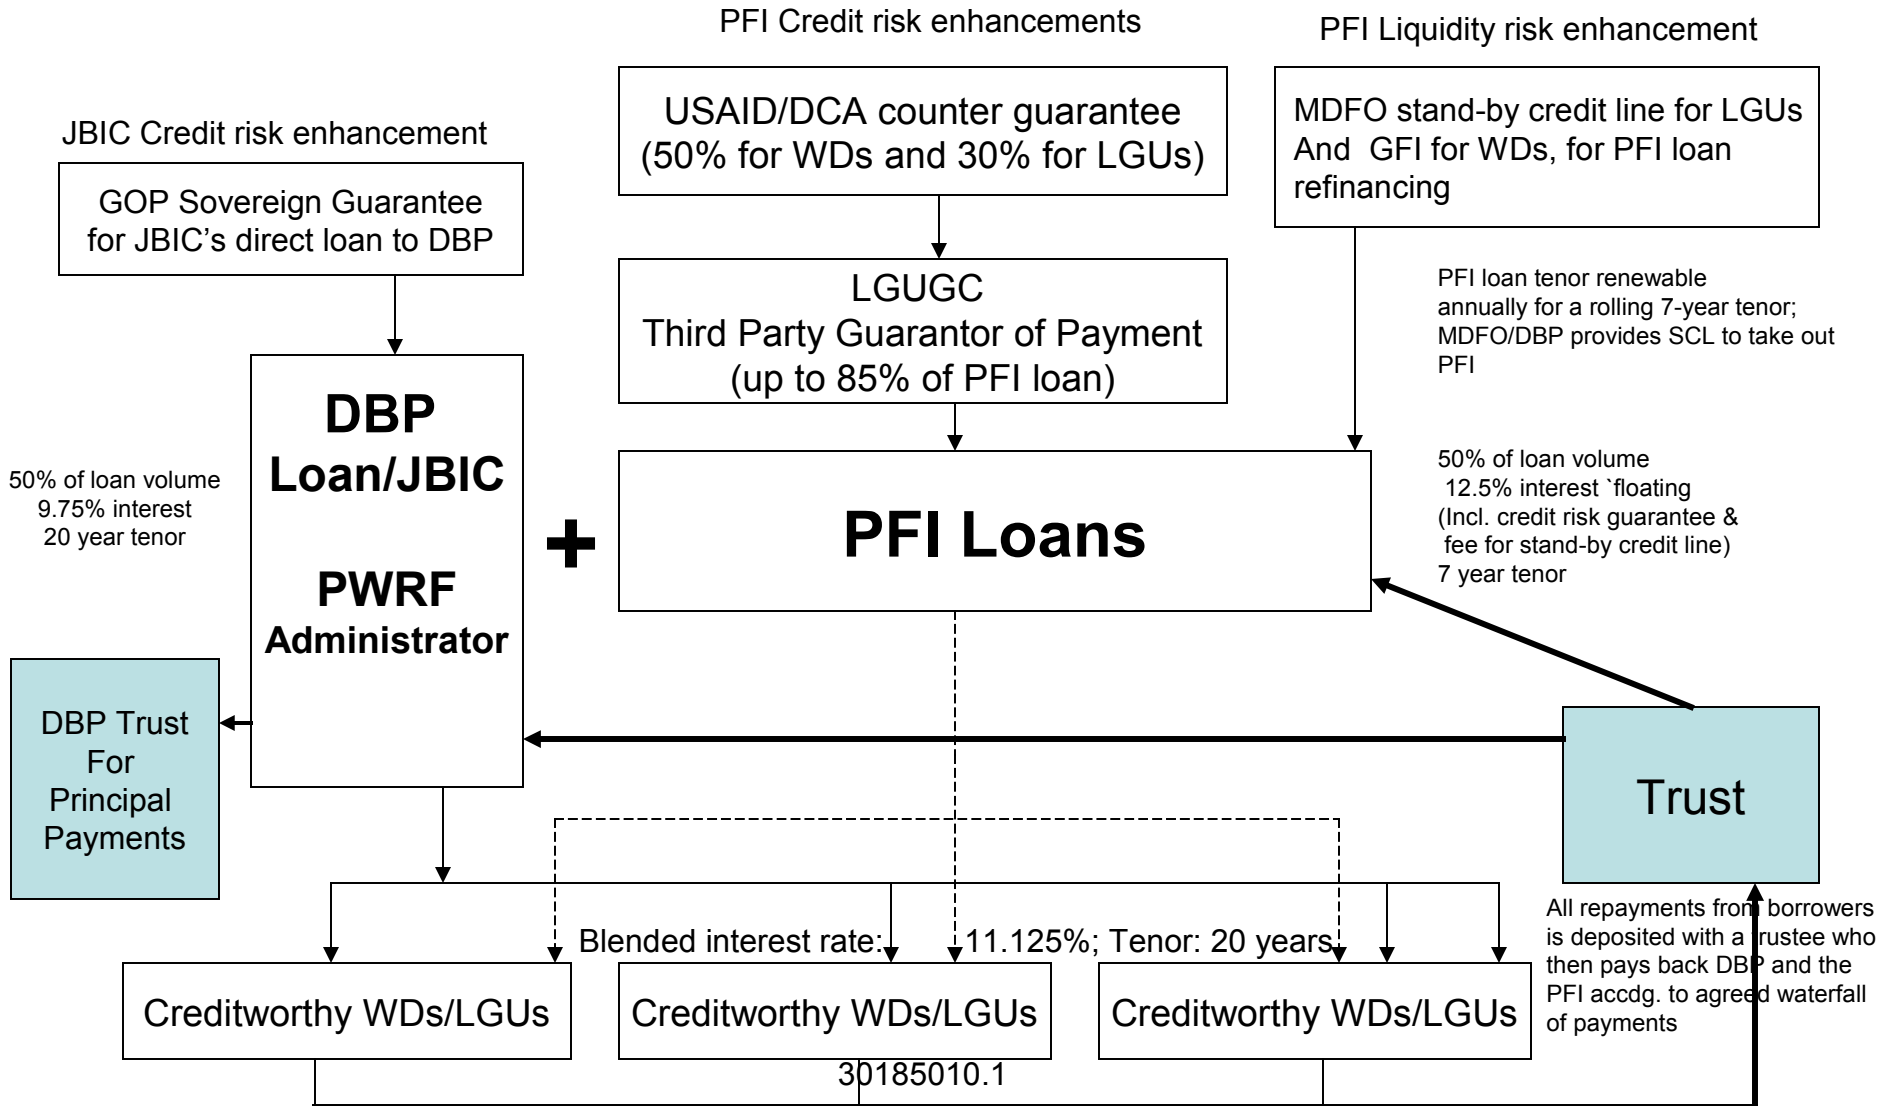 PFI Credit risk enhancements
PFI Liquidity risk enhancement
JBIC Credit risk enhancement
USAID/DCA counter guarantee
(50% for WDs and 30% for LGUs)
MDFO stand-by credit line for LGUs
And GFI for WDs, for PFI loan
refinancing
GOP Sovereign Guarantee
for JBIC's direct loan to DBP
LGUGC
Third Party Guarantor of Payment
(up to 85% of PFI loan)
PFI loan tenor renewable
annually for a rolling 7-year tenor;
MDFO/DBP provides SCL to take out
PFI
DBP
Loan/JBIC
PWRF
Administrator
50% of loan volume
9.75% interest
20 year tenor
+
PFI Loans
50% of loan volume
12.5% interest `floating
(Incl. credit risk guarantee &
fee for stand-by credit line)
7 year tenor
DBP Trust
For
Principal
Payments
Trust
All repayments from borrowers
is deposited with a trustee who
then pays back DBP and the
PFI accdg. to agreed waterfall
of payments
Blended interest rate: 11.125%; Tenor: 20 years
Creditworthy WDs/LGUs
Creditworthy WDs/LGUs
Creditworthy WDs/LGUs
30185010.1